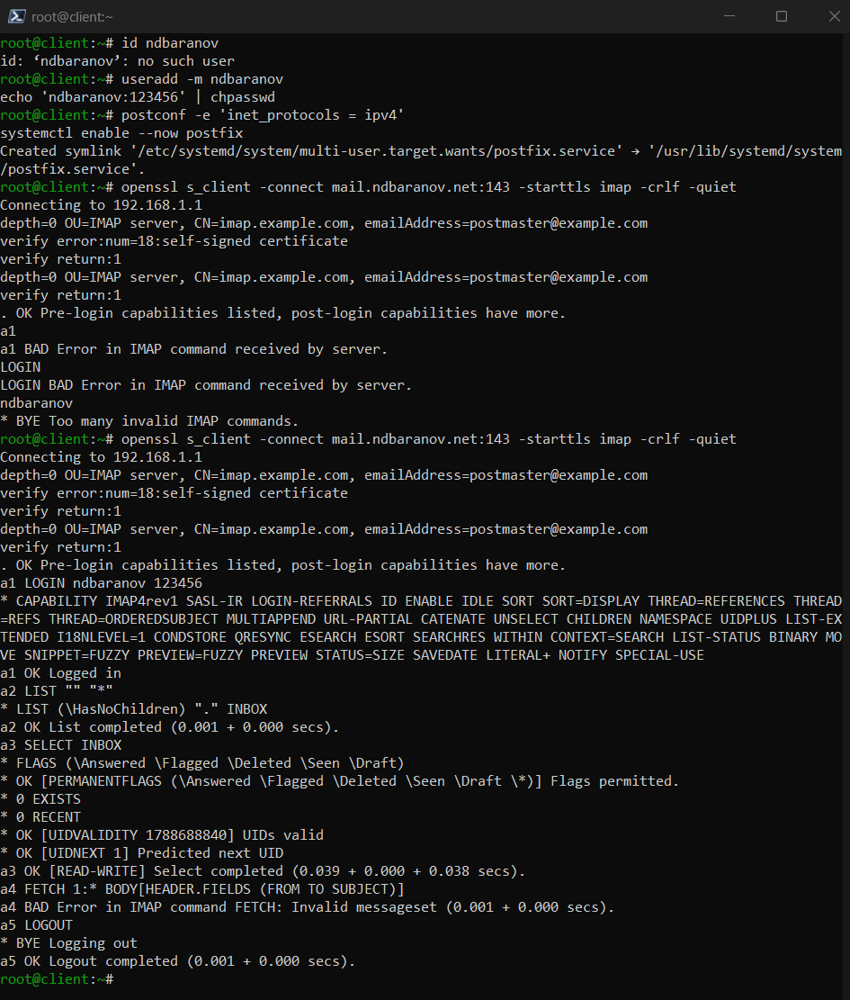 root@client:~
root@client:~# id ndbaranov
id: ‘ndbaranov’: no such user
root@client:~# useradd -m ndbaranov
echo 'ndbaranov:123456' | chpasswd
root@client:~# postconf -e 'inet_protocols = ipv4'
systemctl enable --now postfix
Created symlink '/etc/systemd/system/multi-user.target.wants/postfix.service' → '/usr/lib/systemd/system
/postfix.service'.
root@client:~# openssl s_client -connect mail.ndbaranov.net:143 -starttls imap -crlf -quiet
Connecting to 192.168.1.1
depth=0 OU=IMAP server, CN=imap.example.com, emailAddress=postmaster@example.com
verify error:num=18:self-signed certificate
verify return:1
depth=0 OU=IMAP server, CN=imap.example.com, emailAddress=postmaster@example.com
verify return:1
. OK Pre-login capabilities listed, post-login capabilities have more.
a1
a1 BAD Error in IMAP command received by server.
LOGIN
LOGIN BAD Error in IMAP command received by server.
ndbaranov
* BYE Too many invalid IMAP commands.
root@client:~# openssl s_client -connect mail.ndbaranov.net:143 -starttls imap -crlf -quiet
Connecting to 192.168.1.1
depth=0 OU=IMAP server, CN=imap.example.com, emailAddress=postmaster@example.com
verify error:num=18:self-signed certificate
verify return:1
depth=0 OU=IMAP server, CN=imap.example.com, emailAddress=postmaster@example.com
verify return:1
. OK Pre-login capabilities listed, post-login capabilities have more.
a1 LOGIN ndbaranov 123456
* CAPABILITY IMAP4rev1 SASL-IR LOGIN-REFERRALS ID ENABLE IDLE SORT SORT=DISPLAY THREAD=REFERENCES THREAD
=REFS THREAD=ORDEREDSUBJECT MULTIAPPEND URL-PARTIAL CATENATE UNSELECT CHILDREN NAMESPACE UIDPLUS LIST-EX
TENDED I18NLEVEL=1 CONDSTORE QRESYNC ESEARCH ESORT SEARCHRES WITHIN CONTEXT=SEARCH LIST-STATUS BINARY MO
VE SNIPPET=FUZZY PREVIEW=FUZZY PREVIEW STATUS=SIZE SAVEDATE LITERAL+ NOTIFY SPECIAL-USE
a1 OK Logged in
a2 LIST "" "*"
* LIST (\HasNoChildren) "." INBOX
a2 OK List completed (0.001 + 0.000 secs).
a3 SELECT INBOX
* FLAGS (\Answered \Flagged \Deleted \Seen \Draft)
* OK [PERMANENTFLAGS (\Answered \Flagged \Deleted \Seen \Draft \*)] Flags permitted.
* 0 EXISTS
* 0 RECENT
* OK [UIDVALIDITY 1788688840] UIDs valid
* OK [UIDNEXT 1] Predicted next UID
a3 OK [READ-WRITE] Select completed (0.039 + 0.000 + 0.038 secs).
a4 FETCH 1:* BODY[HEADER.FIELDS (FROM TO SUBJECT)]
a4 BAD Error in IMAP command FETCH: Invalid messageset (0.001 + 0.000 secs).
a5 LOGOUT
* BYE Logging out
a5 OK Logout completed (0.001 + 0.000 secs).
root@client:~#